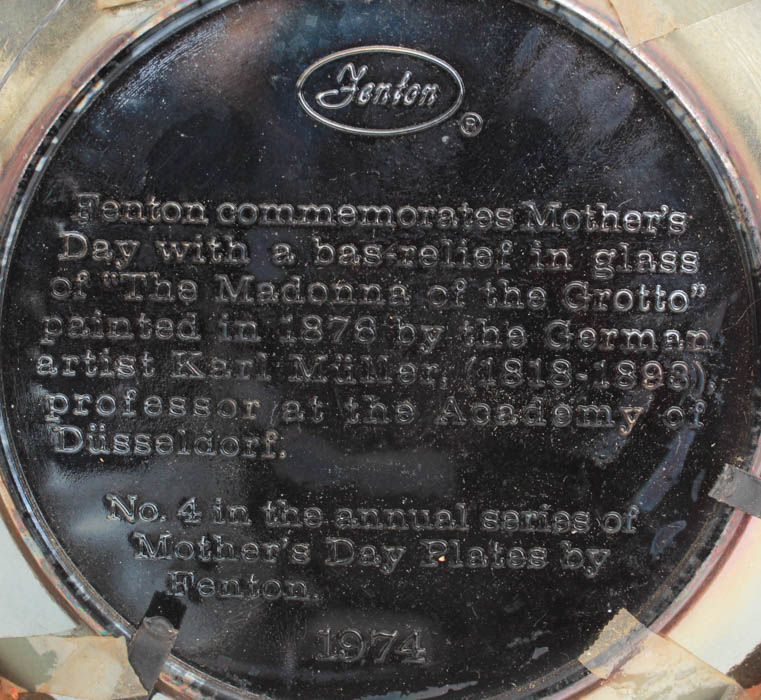 Fenton
®
Fenton commemorates Mother's
Day with a bas-relief in glass
of "The Madonna of the Grotto"
painted in 1876 by the German
artist Karl Müller, (1818-1893),
professor at the Academy of
Düsseldorf.
No. 4 in the annual series of
Mother's Day Plates by
Fenton.
1974